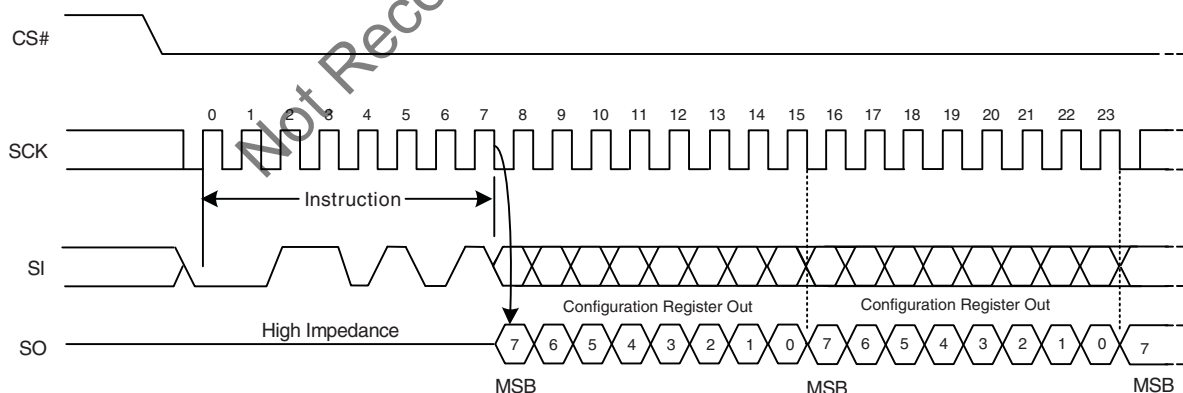 CS#
Not Reco
0 1 2 3 4 5 6 7 8 9 10 11 12 13 14 15 16 17 18 19 20 21 22 23
SCK
Instruction
SI
Configuration Register Out Configuration Register Out
High Impedance
SO
7 6 5 4 3 2 1 0 7 6 5 4 3 2 1 0 7
MSB MSB MSB